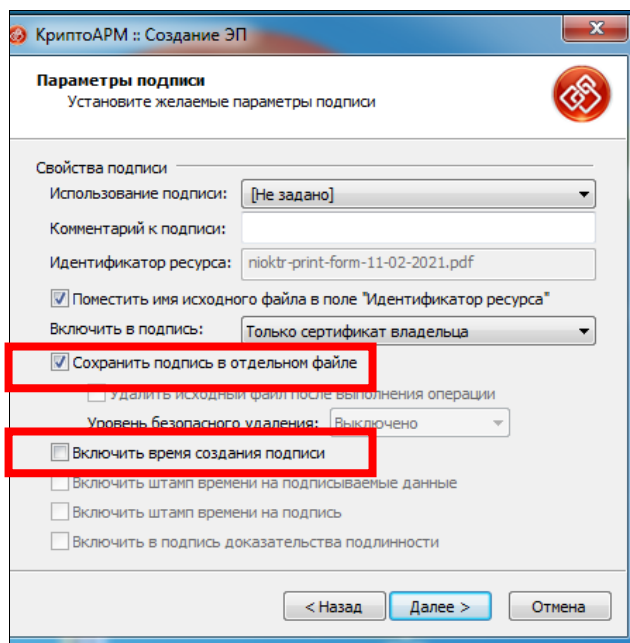 КриптоАРМ :: Создание ЭП
Параметры подписи
Установите желаемые параметры подписи
Свойства подписи
Использование подписи: [Не задано]
Комментарий к подписи:
Идентификатор ресурса: nioktr-print-form-11-02-2021.pdf
Поместить имя исходного файла в поле "Идентификатор ресурса"
Включить в подпись: Только сертификат владельца
Сохранить подпись в отдельном файле
Удалить исходный файл после выполнения операции
Уровень безопасного удаления: Выключено
Включить время создания подписи
Включить штамп времени на подписываемые данные
Включить штамп времени на подпись
Включить в подпись доказательства подлинности
< Назад Далее > Отмена